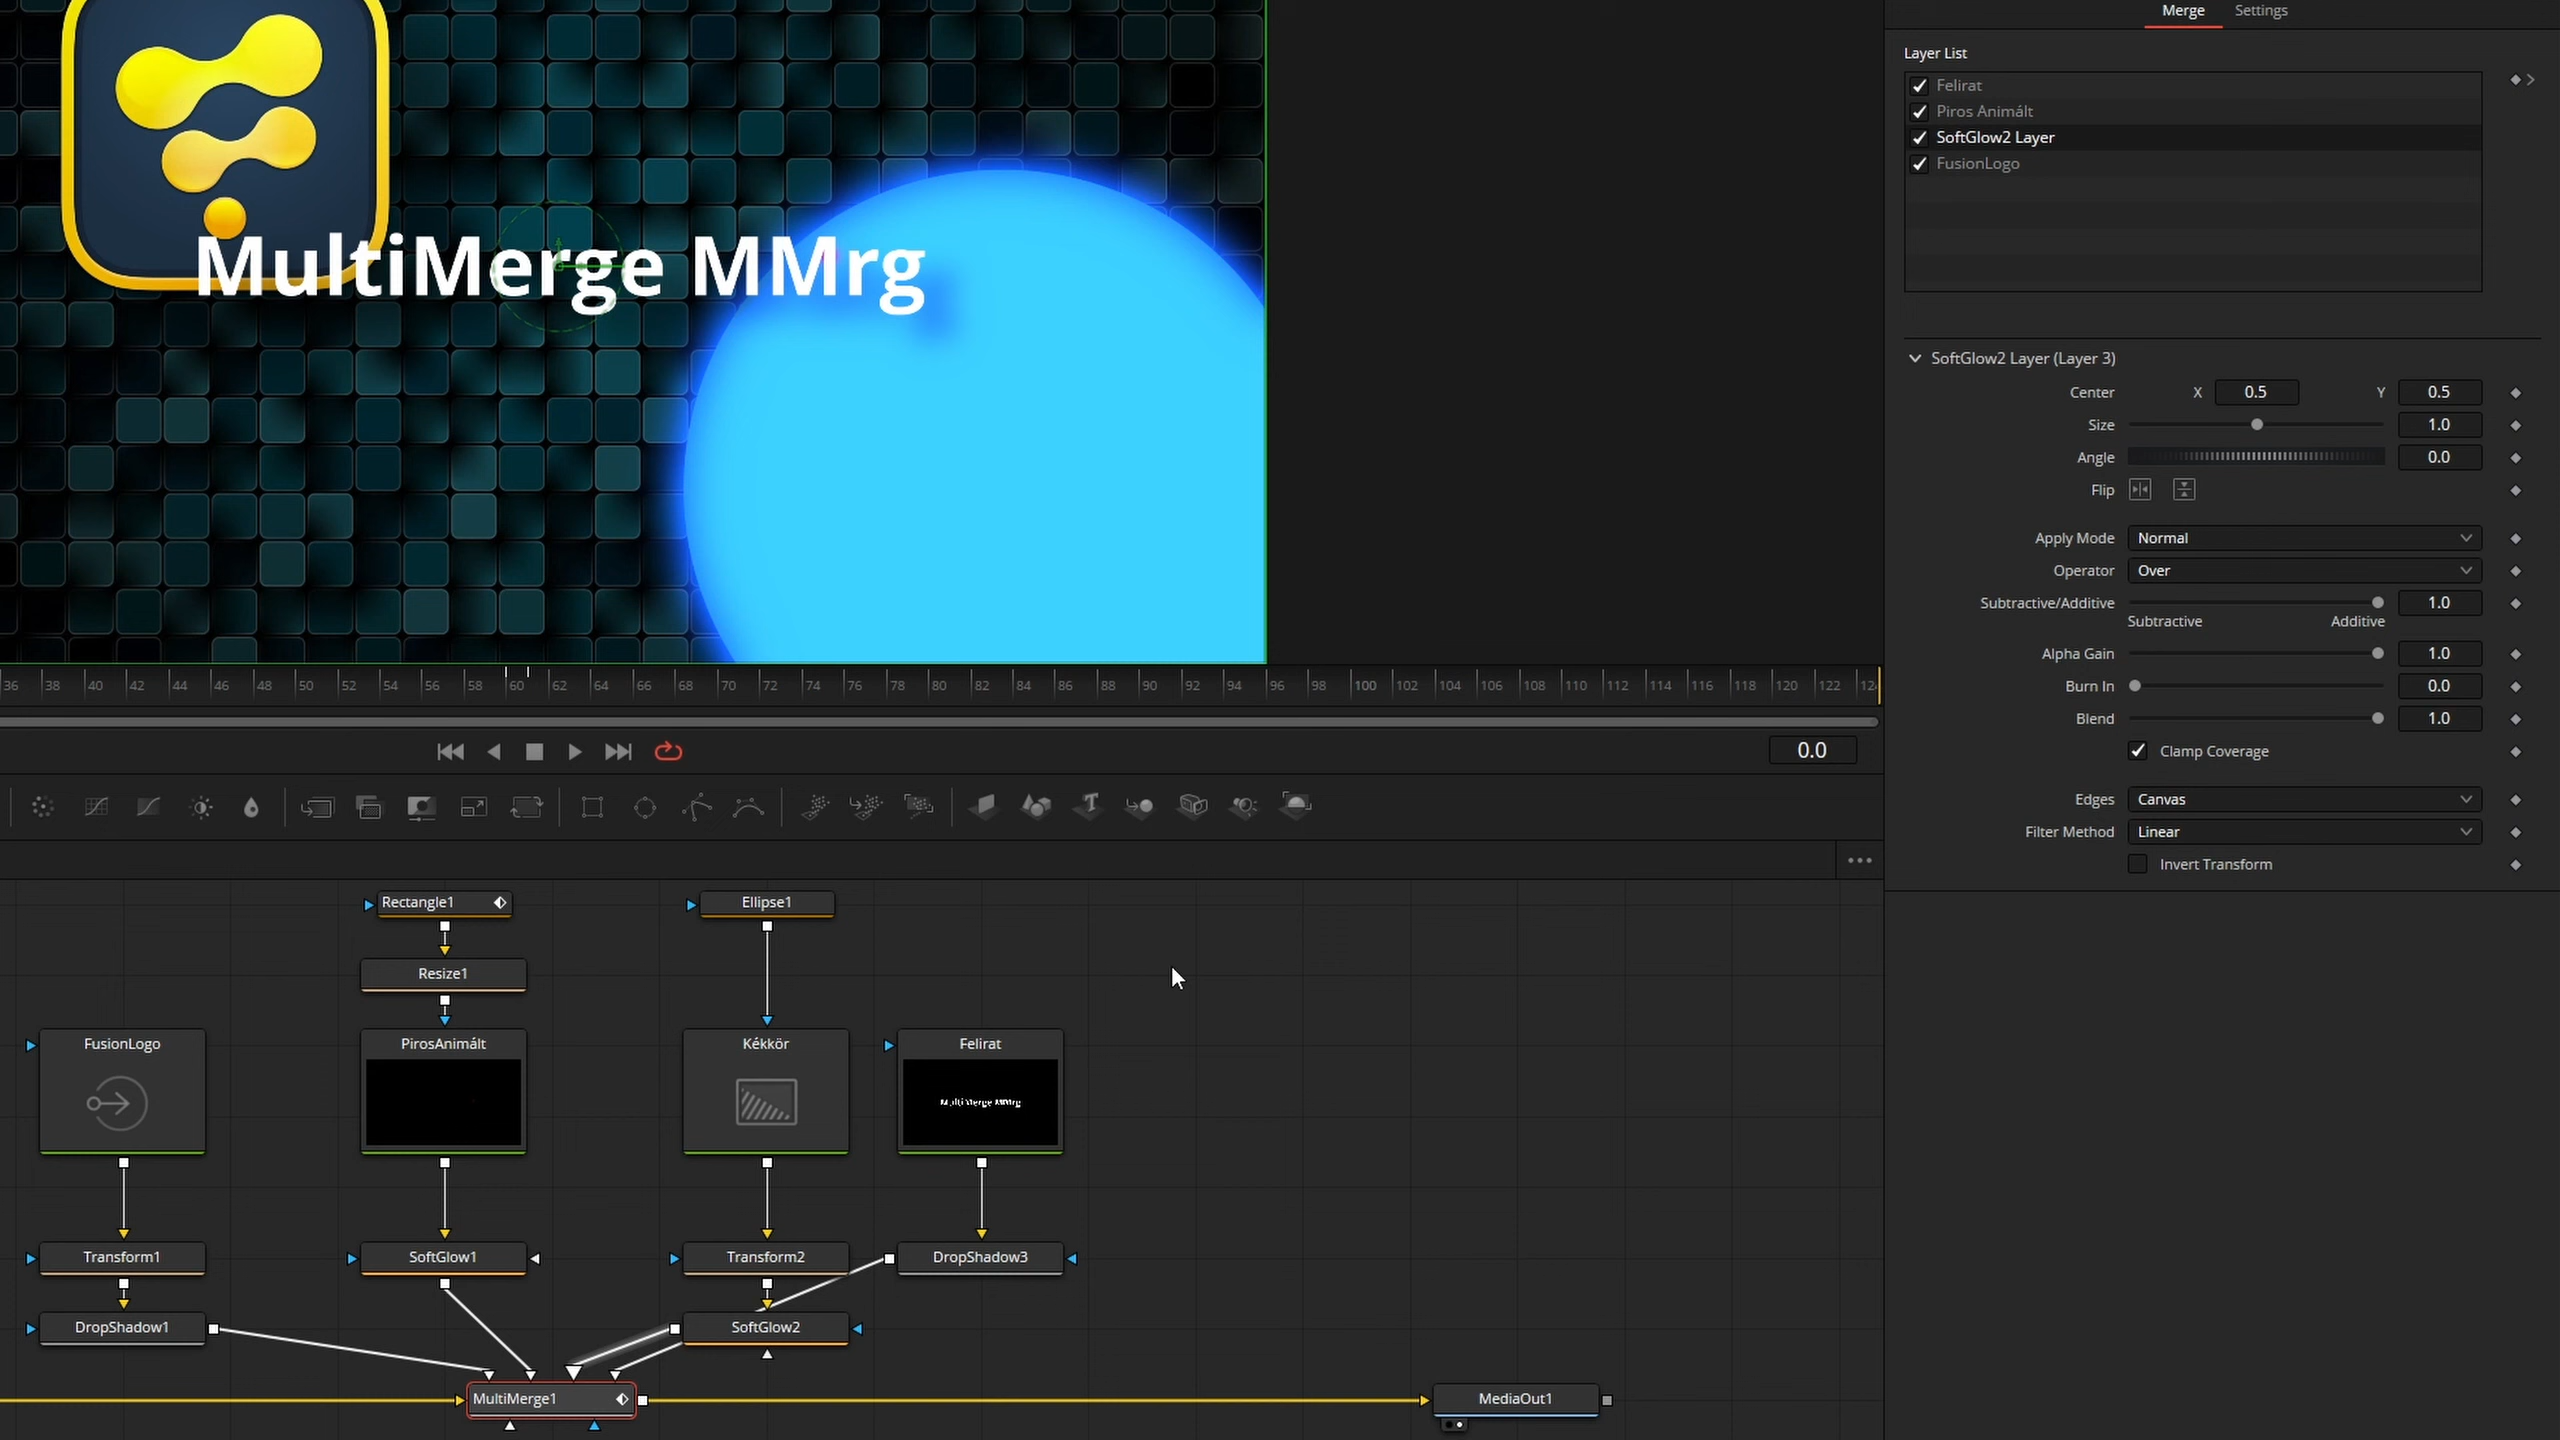 Merge Settings
Layer List
Felirat
Piros Animált
SoftGlow2 Layer
FusionLogo
MultiMerge MMrg
SoftGlow2 Layer (Layer 3)
Center X 0.5 Y 0.5
Size 1.0
Angle 0.0
Flip
Apply Mode Normal
Operator Over
Subtractive/Additive 1.0
Subtractive Additive
Alpha Gain 1.0
Burn In 0.0
Blend 1.0
Clamp Coverage
Edges Canvas
Filter Method Linear
Invert Transform
36 38 40 42 44 46 48 50 52 54 56 58 60 62 64 66 68 70 72 74 76 78 80 82 84 86 88 90 92 94 96 98 100 102 104 106 108 110 112 114 116 118 120 122
0.0
Rectangle1 Ellipse1
Resize1
FusionLogo PirosAnimált Kékkör Felirat
Multi Merge MMrg
Transform1 SoftGlow1 Transform2 DropShadow3
DropShadow1 SoftGlow2
MultiMerge1 MediaOut1